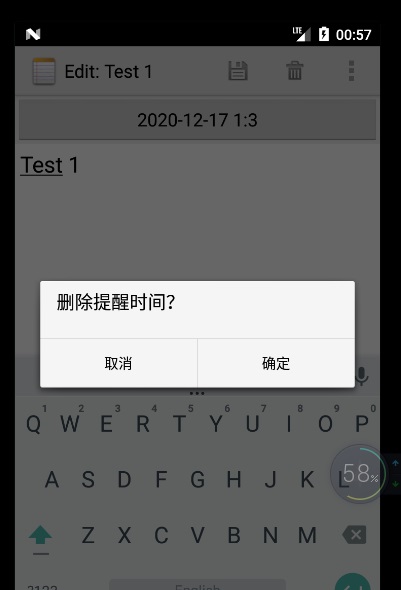 LTE 00:57
Edit: Test 1
2020-12-17 1:3
Test 1
删除提醒时间?
取消 确定
1 2 3 4 5 6 7 8 9 0
Q W E R T Y U I O P
A S D F G H J K L
58%
Z X C V B N M
English